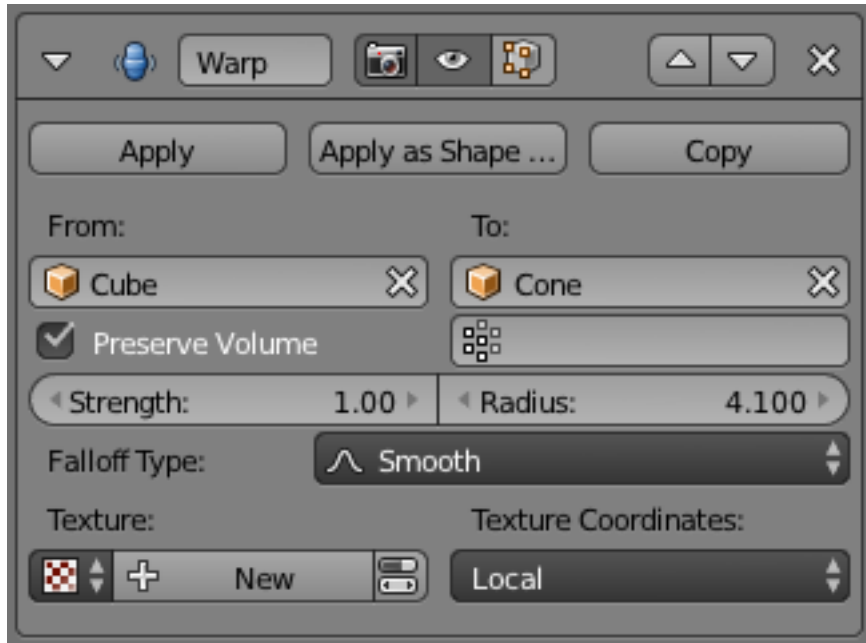 Warp
Apply Apply as Shape ... Copy
From: To:
Cube Cone
Preserve Volume
Strength: 1.00 Radius: 4.100
Falloff Type: Smooth
Texture: Texture Coordinates:
New Local